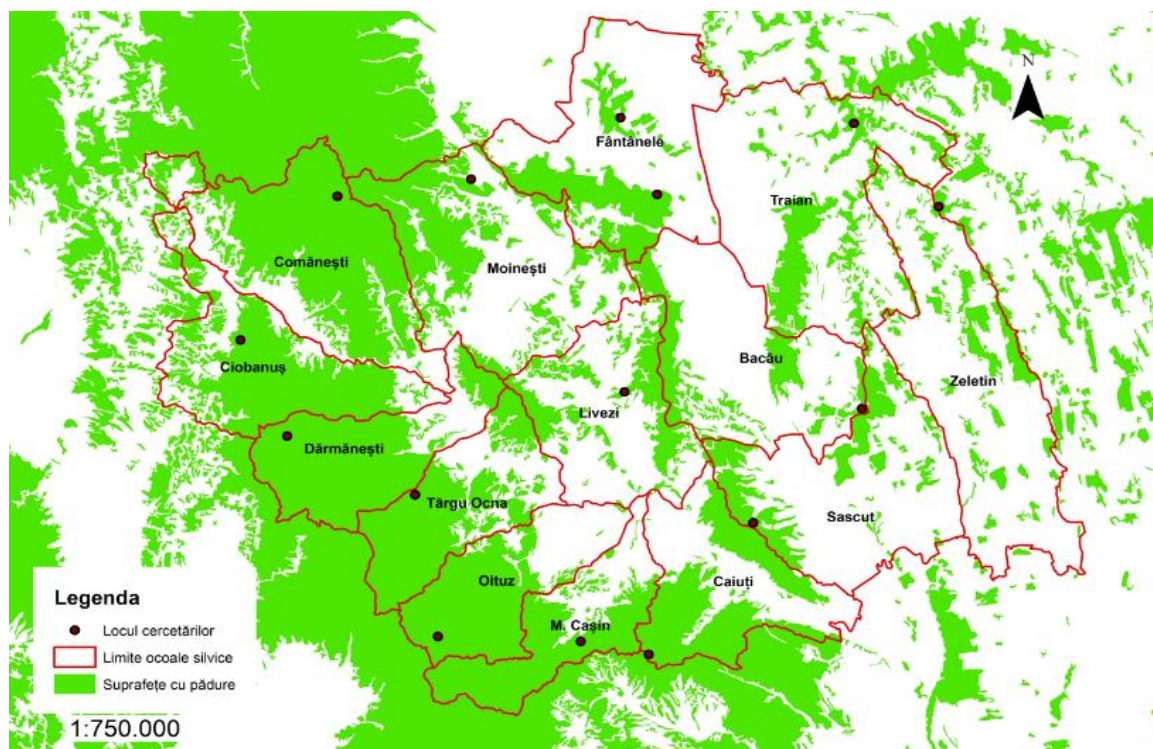 N
Fântânele
Traian
Comănești
Moinești
Ciobanuș
Bacău
Zeletin
Livezi
Dărmănești
Târgu Ocna
Sascut
Oituz
Caiuți
M. Cașin
Legenda
Locul cercetărilor
Limite ocoale silvice
Suprafețe cu pădure
1:750.000